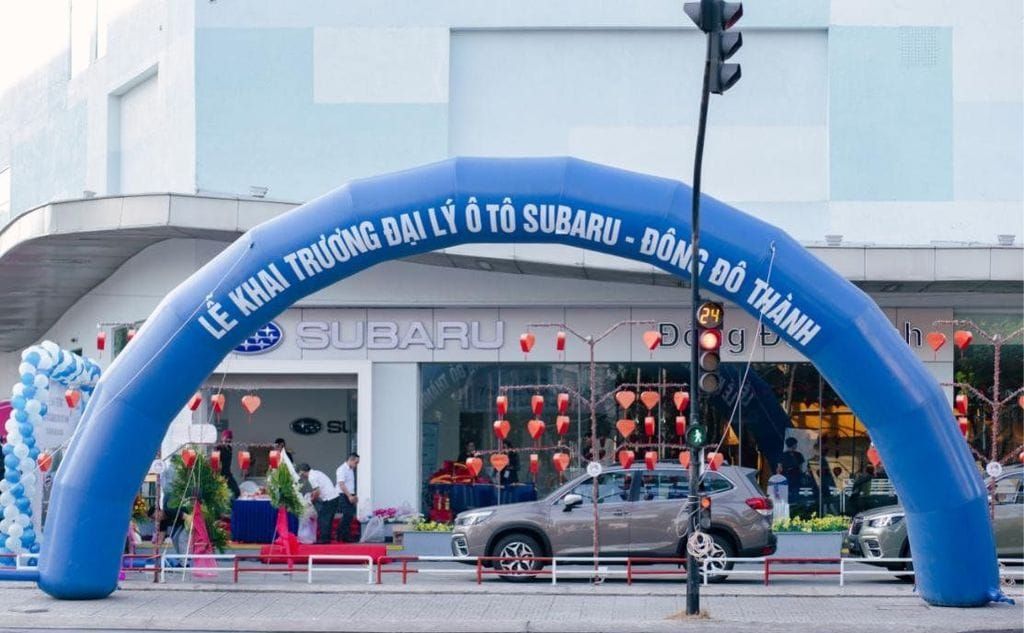 LỄ KHAI TRƯƠNG ĐẠI LÝ Ô TÔ SUBARU - ĐÔNG ĐÔ THÀNH
SUBARU
24